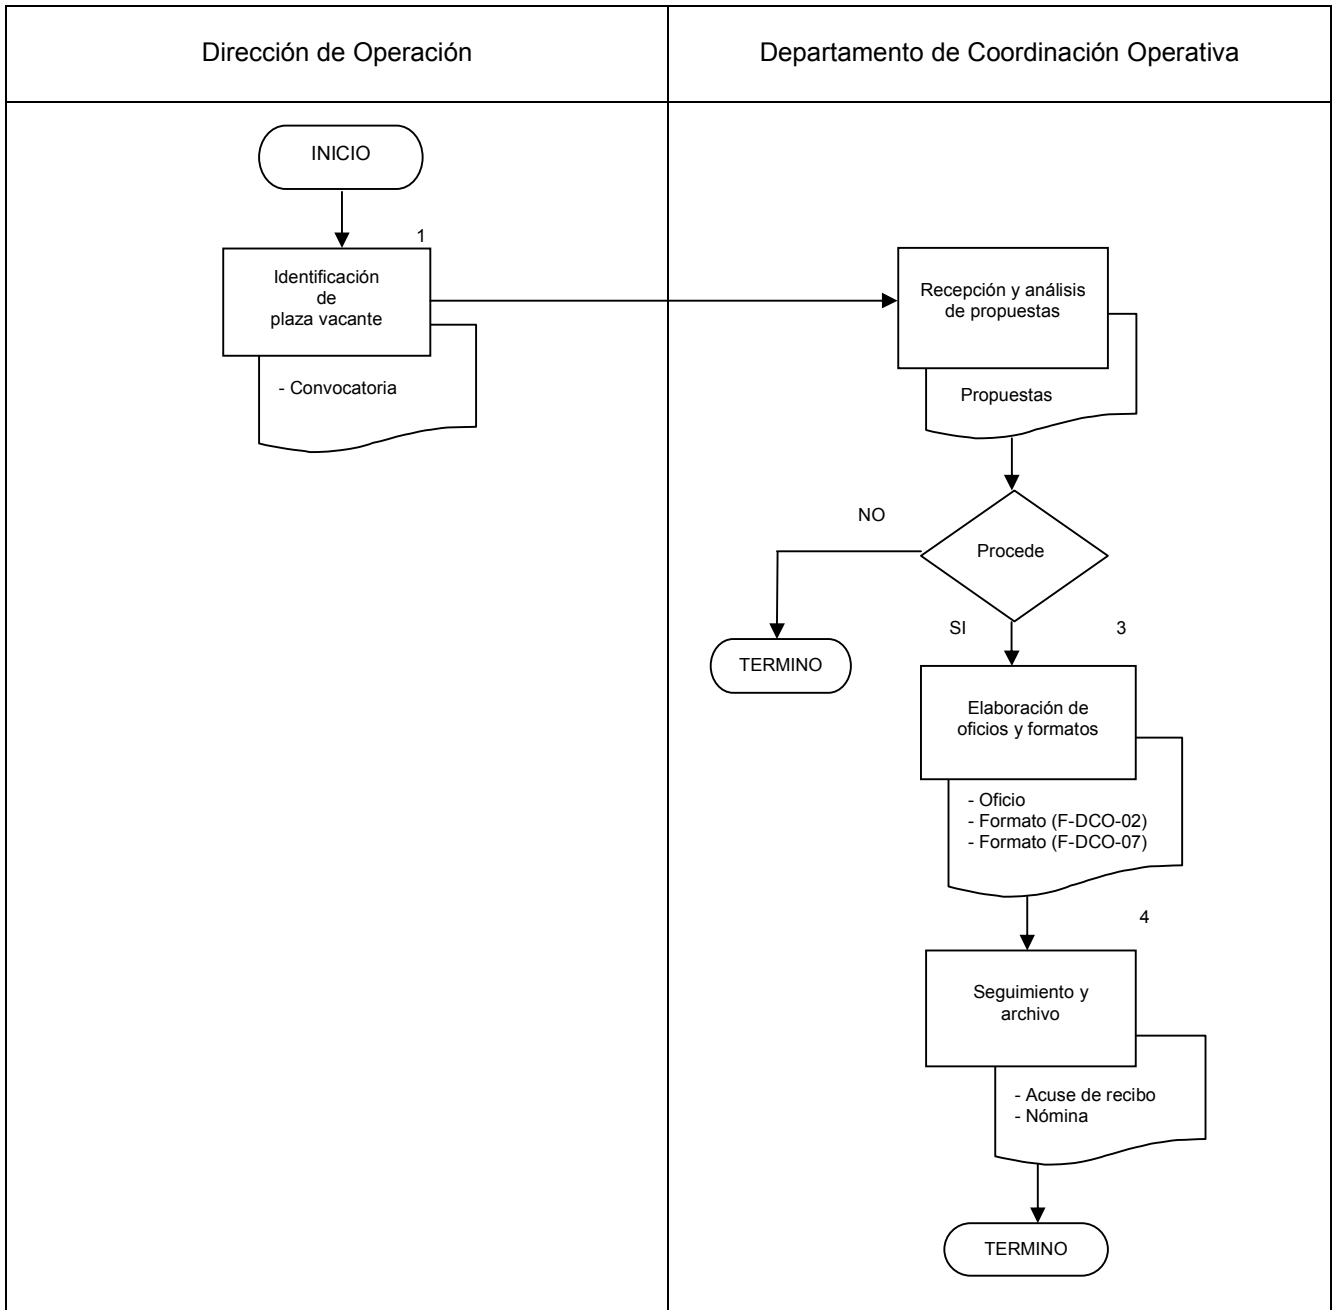 Dirección de Operación
Departamento de Coordinación Operativa
INICIO
1
Identificación
de
plaza vacante
- Convocatoria
Recepción y análisis
de propuestas
Propuestas
NO
Procede
TERMINO
SI
3
Elaboración de
oficios y formatos
- Oficio
- Formato (F-DCO-02)
- Formato (F-DCO-07)
4
Seguimiento y
archivo
- Acuse de recibo
- Nómina
TERMINO